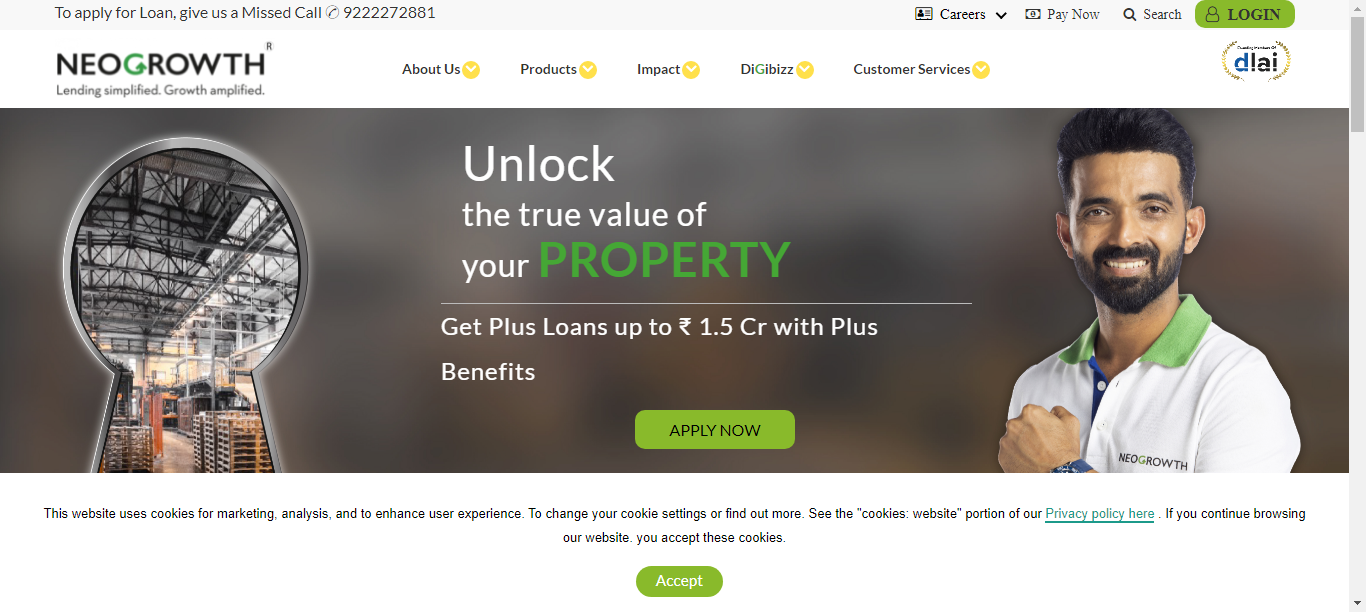 To apply for Loan, give us a Missed Call ✆ 9222272881
Careers
Pay Now
Search
LOGIN
NEOGROWTH®
Lending simplified. Growth amplified.
About Us
Products
Impact
DiGibizz
Customer Services
Founding Members Of
dlai
Unlock
the true value of
your PROPERTY
Get Plus Loans up to ₹ 1.5 Cr with Plus
Benefits
APPLY NOW
NEOGROWTH
This website uses cookies for marketing, analysis, and to enhance user experience. To change your cookie settings or find out more. See the "cookies: website" portion of our Privacy policy here . If you continue browsing
our website. you accept these cookies.
Accept